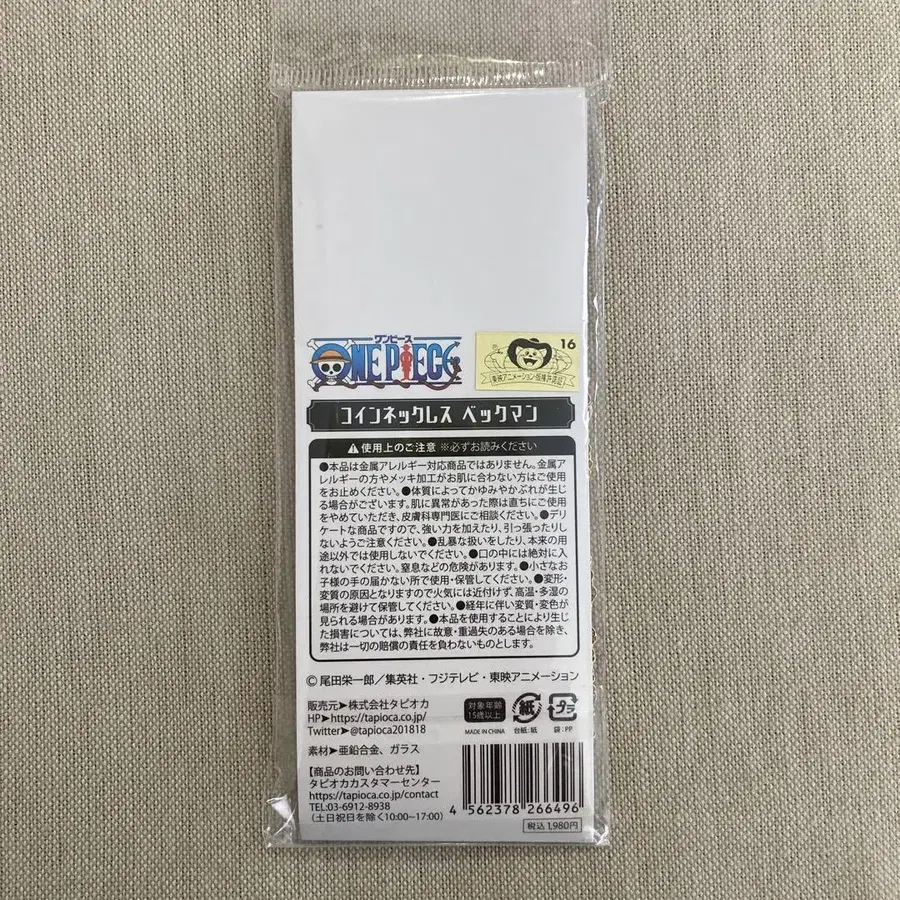 ワンピース
ONE PIECE
16
東映アニメーション・版権許諾証
コインネックレス ベックマン
使用上のご注意 ※必ずお読みください
●本品は金属アレルギー対応商品ではありません。金属ア
レルギーの方やメッキ加工がお肌に合わない方はご使用
をお止めください。●体質によってかゆみやかぶれが生じ
る場合がございます。肌に異常があった際は直ちにご使用
をやめていただき、皮膚科専門医にご相談ください。●デリ
ケートな商品ですので、強い力を加えたり、引っ張ったりし
ないようご注意ください。●乱暴な扱いをしたり、本来の用
途以外では使用しないでください。●口の中には絶対に入
れないでください。窒息などの危険があります。●小さなお
子様の手の届かない所で使用・保管してください。●変形・
変質の原因となりますので火気には近付けず、高温・多湿の
場所を避けて保管してください。●経年に伴い変質・変色が
見られる場合があります。●本品を使用することにより生じ
た損害については、弊社に故意・重過失のある場合を除き、
弊社は一切の賠償の責任を負わないものとします。
© 尾田栄一郎／集英社・フジテレビ・東映アニメーション
販売元➤株式会社タピオカ
HP➤https://tapioca.co.jp/
Twitter➤@tapioca201818
対象年齢
15歳以上
MADE IN CHINA
紙
台紙:紙
プラ
袋:PP
素材➤亜鉛合金、ガラス
【商品のお問い合わせ先】
タピオカカスタマーセンター
https://tapioca.co.jp/contact
TEL:03-6912-8938
（土日祝日を除く10:00~17:00）
4 562378 266496
税込 1,980円